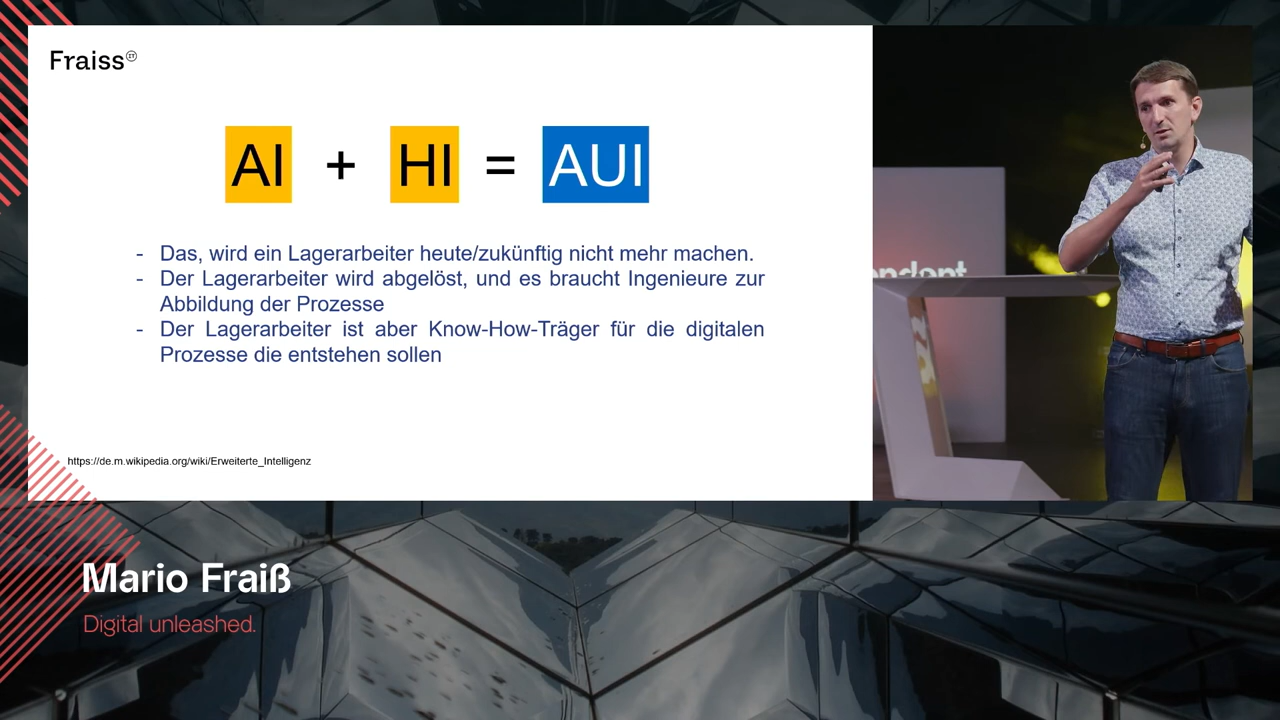 Fraiss
AI + HI = AUI
- Das, wird ein Lagerarbeiter heute/zukünftig nicht mehr machen.
- Der Lagerarbeiter wird abgelöst, und es braucht Ingenieure zur
Abbildung der Prozesse
- Der Lagerarbeiter ist aber Know-How-Träger für die digitalen
Prozesse die entstehen sollen
https://de.m.wikipedia.org/wiki/Erweiterte_Intelligenz
Mario Fraiß
Digital unleashed.